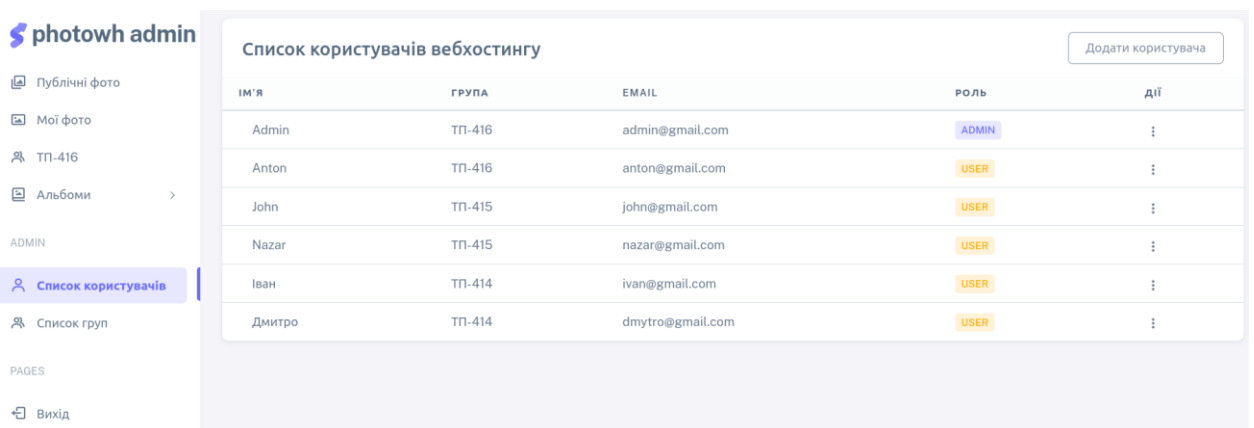 photowh admin
Публічні фото
Мої фото
ТП-416
Альбоми
ADMIN
Список користувачів
Список груп
PAGES
Вихід
Список користувачів вебхостингу
Додати користувача
ІМ'Я ГРУПА EMAIL РОЛЬ ДІЇ
Admin ТП-416 admin@gmail.com ADMIN
Anton ТП-416 anton@gmail.com USER
John ТП-415 john@gmail.com USER
Nazar ТП-415 nazar@gmail.com USER
Іван ТП-414 ivan@gmail.com USER
Дмитро ТП-414 dmytro@gmail.com USER